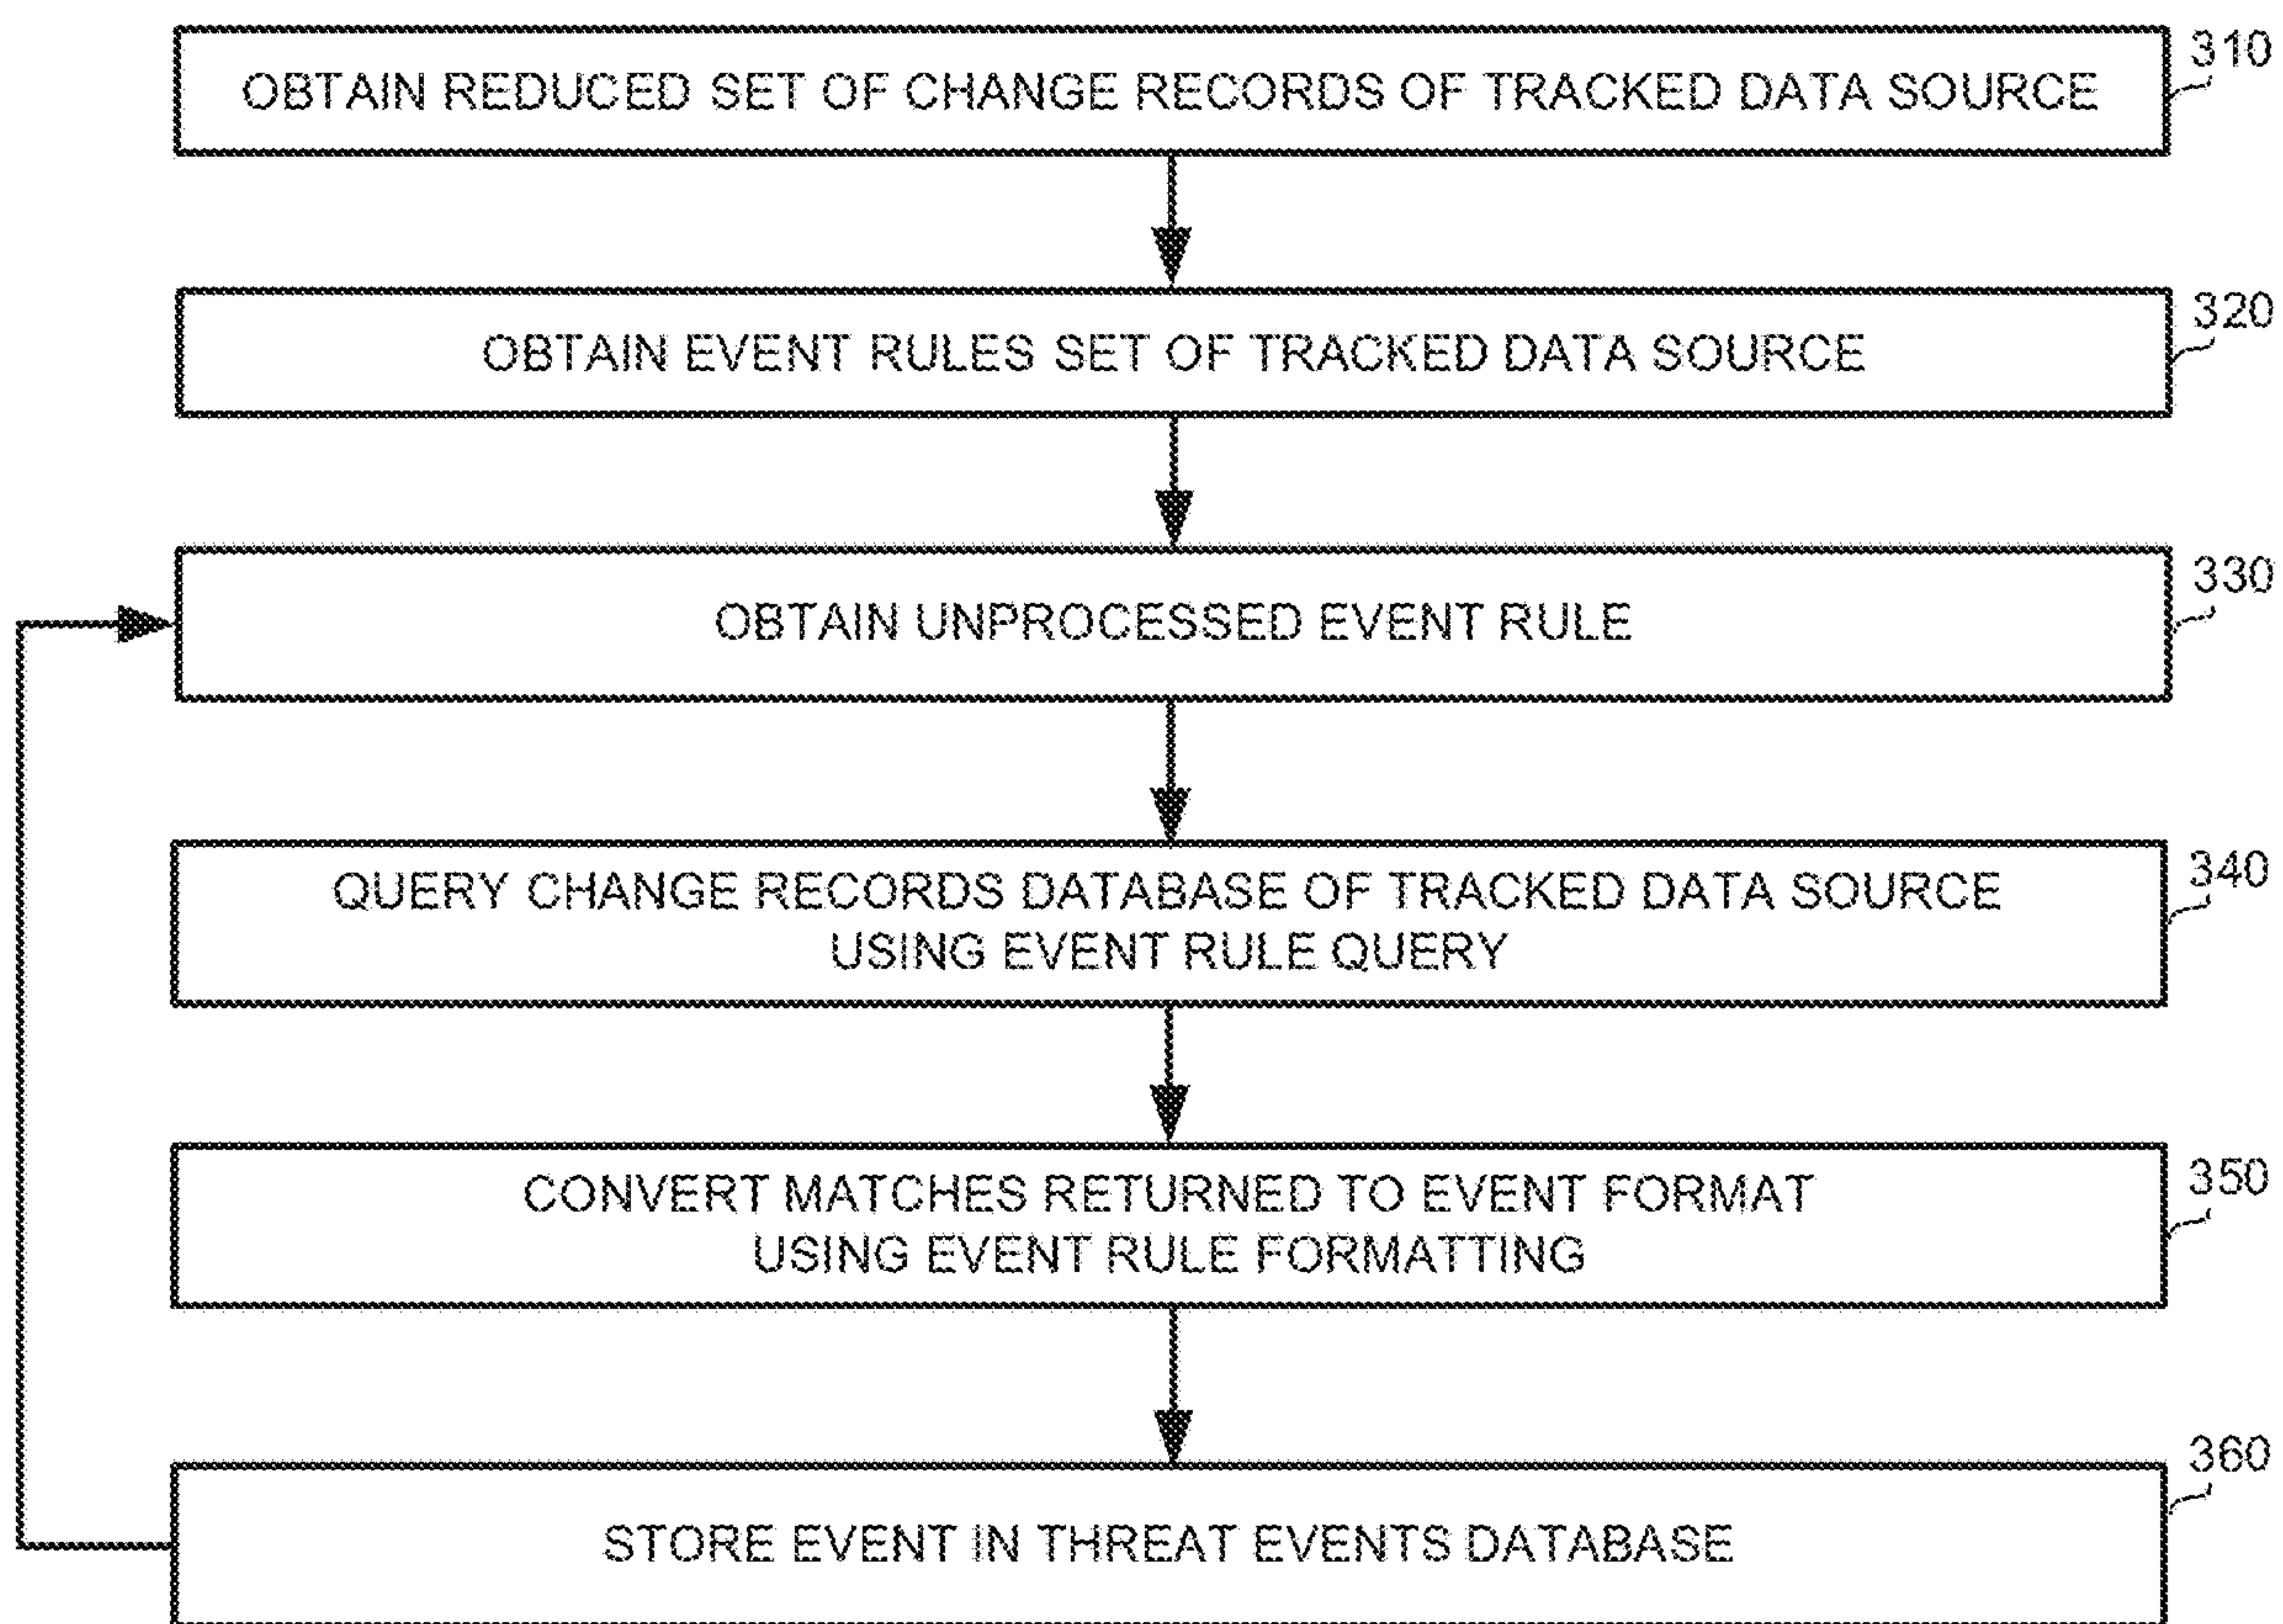 310
OBTAIN REDUCED SET OF CHANGE RECORDS OF TRACKED DATA SOURCE
320
OBTAIN EVENT RULES SET OF TRACKED DATA SOURCE
330
OBTAIN UNPROCESSED EVENT RULE
340
QUERY CHANGE RECORDS DATABASE OF TRACKED DATA SOURCE
USING EVENT RULE QUERY
350
CONVERT MATCHES RETURNED TO EVENT FORMAT
USING EVENT RULE FORMATTING
360
STORE EVENT IN THREAT EVENTS DATABASE